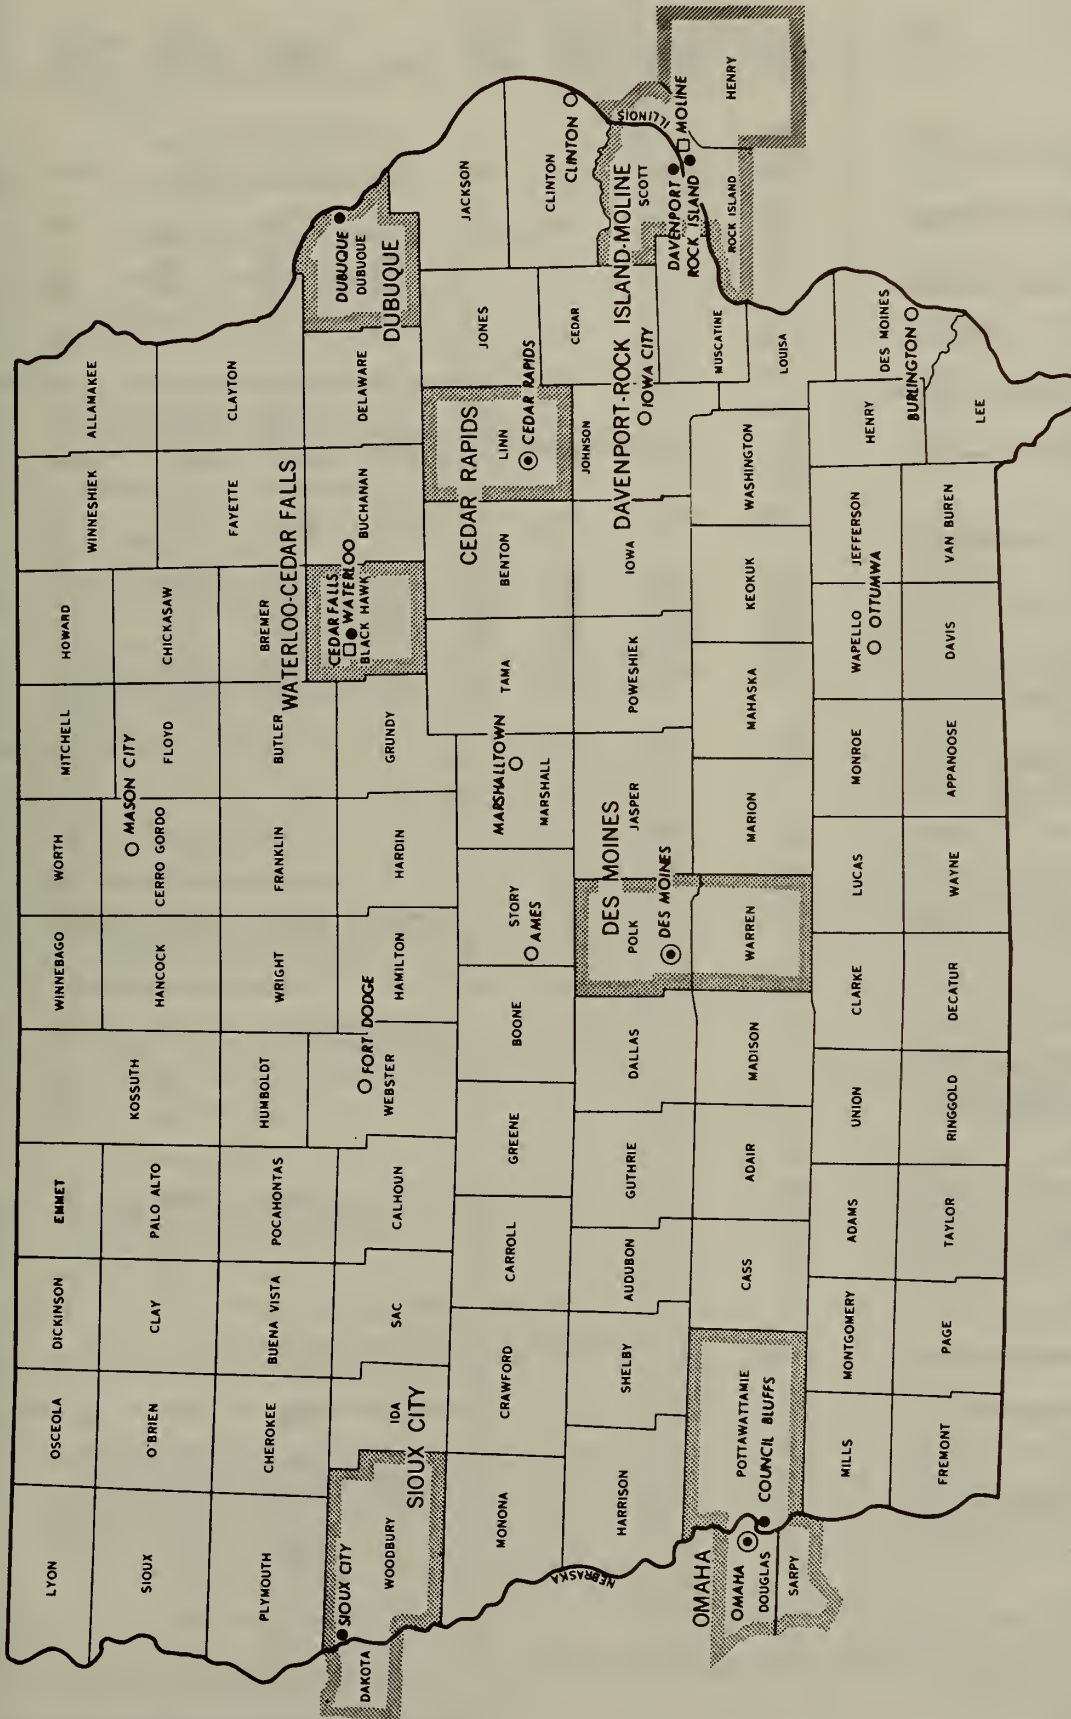 LYON
OSCEOLA
DICKINSON
EMMET
KOSSUTH
WINNEBAGO
WORTH
MITCHELL
HOWARD
WINNESHIEK
ALLAMAKEE
SIOUX
O'BRIEN
CLAY
PALO ALTO
HANCOCK
CERRO GORDO
MASON CITY
FLOYD
CHICKASAW
FAYETTE
CLAYTON
PLYMOUTH
CHEROKEE
BUENA VISTA
POCAHONTAS
HUMBOLDT
WRIGHT
FRANKLIN
BUTLER
BREMER
WATERLOO-CEDAR FALLS
DAKOTA
SIOUX CITY
WOODBURY
SIOUX CITY
IDA
SAC
CALHOUN
FORT DODGE
WEBSTER
HAMILTON
HARDIN
GRUNDY
CEDAR FALLS
WATERLOO
BLACK HAWK
BUCHANAN
DELAWARE
DUBUQUE
DUBUQUE
DUBUQUE
MONONA
CRAWFORD
CARROLL
GREENE
BOONE
STORY
AMES
MARSHALLTOWN
MARSHALL
TAMA
BENTON
CEDAR RAPIDS
LINN
CEDAR RAPIDS
JONES
JACKSON
NEBRASKA
HARRISON
SHELBY
AUDUBON
GUTHRIE
DALLAS
DES MOINES
POLK
DES MOINES
JASPER
POWESHIEK
IOWA
JOHNSON
IOWA CITY
CEDAR
CLINTON
CLINTON
DAVENPORT-ROCK ISLAND-MOLINE
SCOTT
ILLINOIS
DAVENPORT
ROCK ISLAND
MOLINE
ROCK ISLAND
HENRY
OMAHA
OMAHA
DOUGLAS
SARPY
POTTAWATTAMIE
COUNCIL BLUFFS
CASS
ADAIR
MADISON
WARREN
MARION
MAHASKA
KEOKUK
WASHINGTON
MUSCATINE
LOUISA
MILLS
MONTGOMERY
ADAMS
UNION
CLARKE
LUCAS
MONROE
WAPELLO
OTTUMWA
JEFFERSON
HENRY
DES MOINES
BURLINGTON
FREMONT
PAGE
TAYLOR
RINGGOLD
DECATUR
WAYNE
APPANOOSE
DAVIS
VAN BUREN
LEE